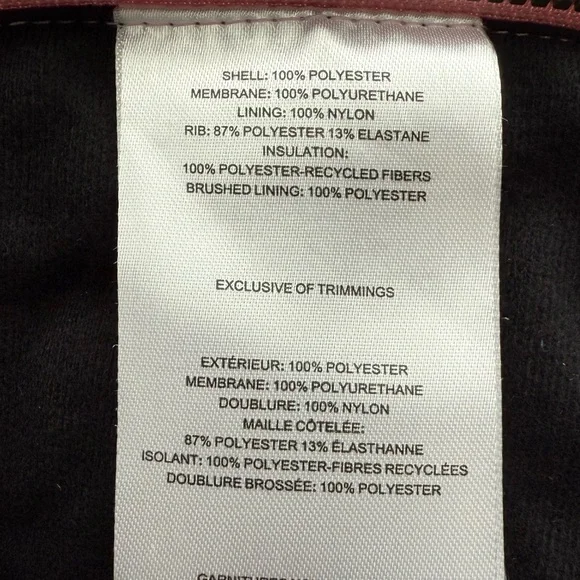 SHELL: 100% POLYESTER
MEMBRANE: 100% POLYURETHANE
LINING: 100% NYLON
RIB: 87% POLYESTER 13% ELASTANE
INSULATION:
100% POLYESTER-RECYCLED FIBERS
BRUSHED LINING: 100% POLYESTER
EXCLUSIVE OF TRIMMINGS
EXTÉRIEUR: 100% POLYESTER
MEMBRANE: 100% POLYURETHANE
DOUBLURE: 100% NYLON
MAILLE CÔTELÉE:
87% POLYESTER 13% ÉLASTHANNE
ISOLANT: 100% POLYESTER-FIBRES RECYCLÉES
DOUBLURE BROSSÉE: 100% POLYESTER